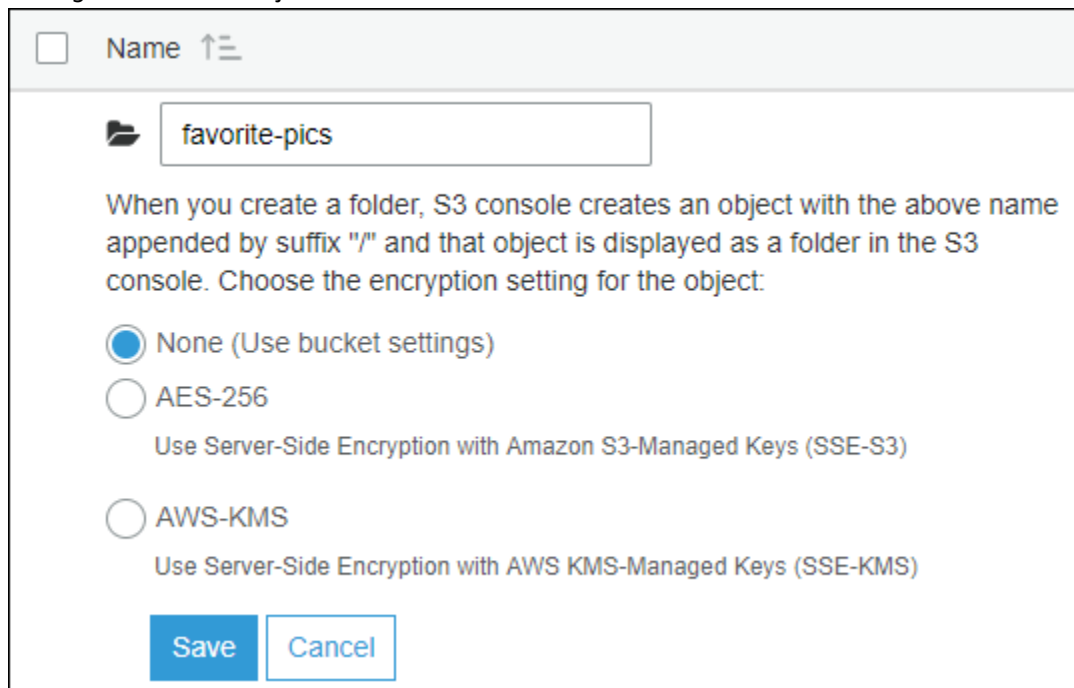 Name
favorite-pics
When you create a folder, S3 console creates an object with the above name
appended by suffix "/" and that object is displayed as a folder in the S3
console. Choose the encryption setting for the object:
None (Use bucket settings)
AES-256
Use Server-Side Encryption with Amazon S3-Managed Keys (SSE-S3)
AWS-KMS
Use Server-Side Encryption with AWS KMS-Managed Keys (SSE-KMS)
Save Cancel